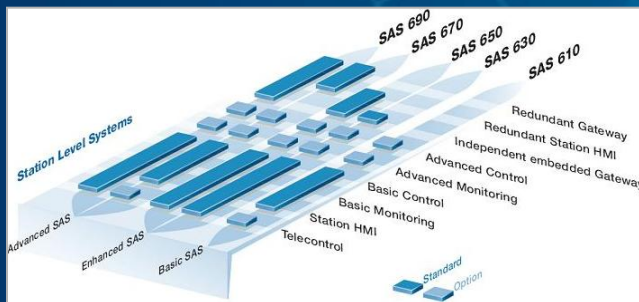 SAS 690
SAS 670
SAS 650
SAS 630
SAS 610
Station Level Systems
Redundant Gateway
Redundant Station HMI
Independent embedded Gateway
Advanced Control
Advanced Monitoring
Basic Control
Basic Monitoring
Station HMI
Telecontrol
Advanced SAS
Enhanced SAS
Basic SAS
Standard
Option